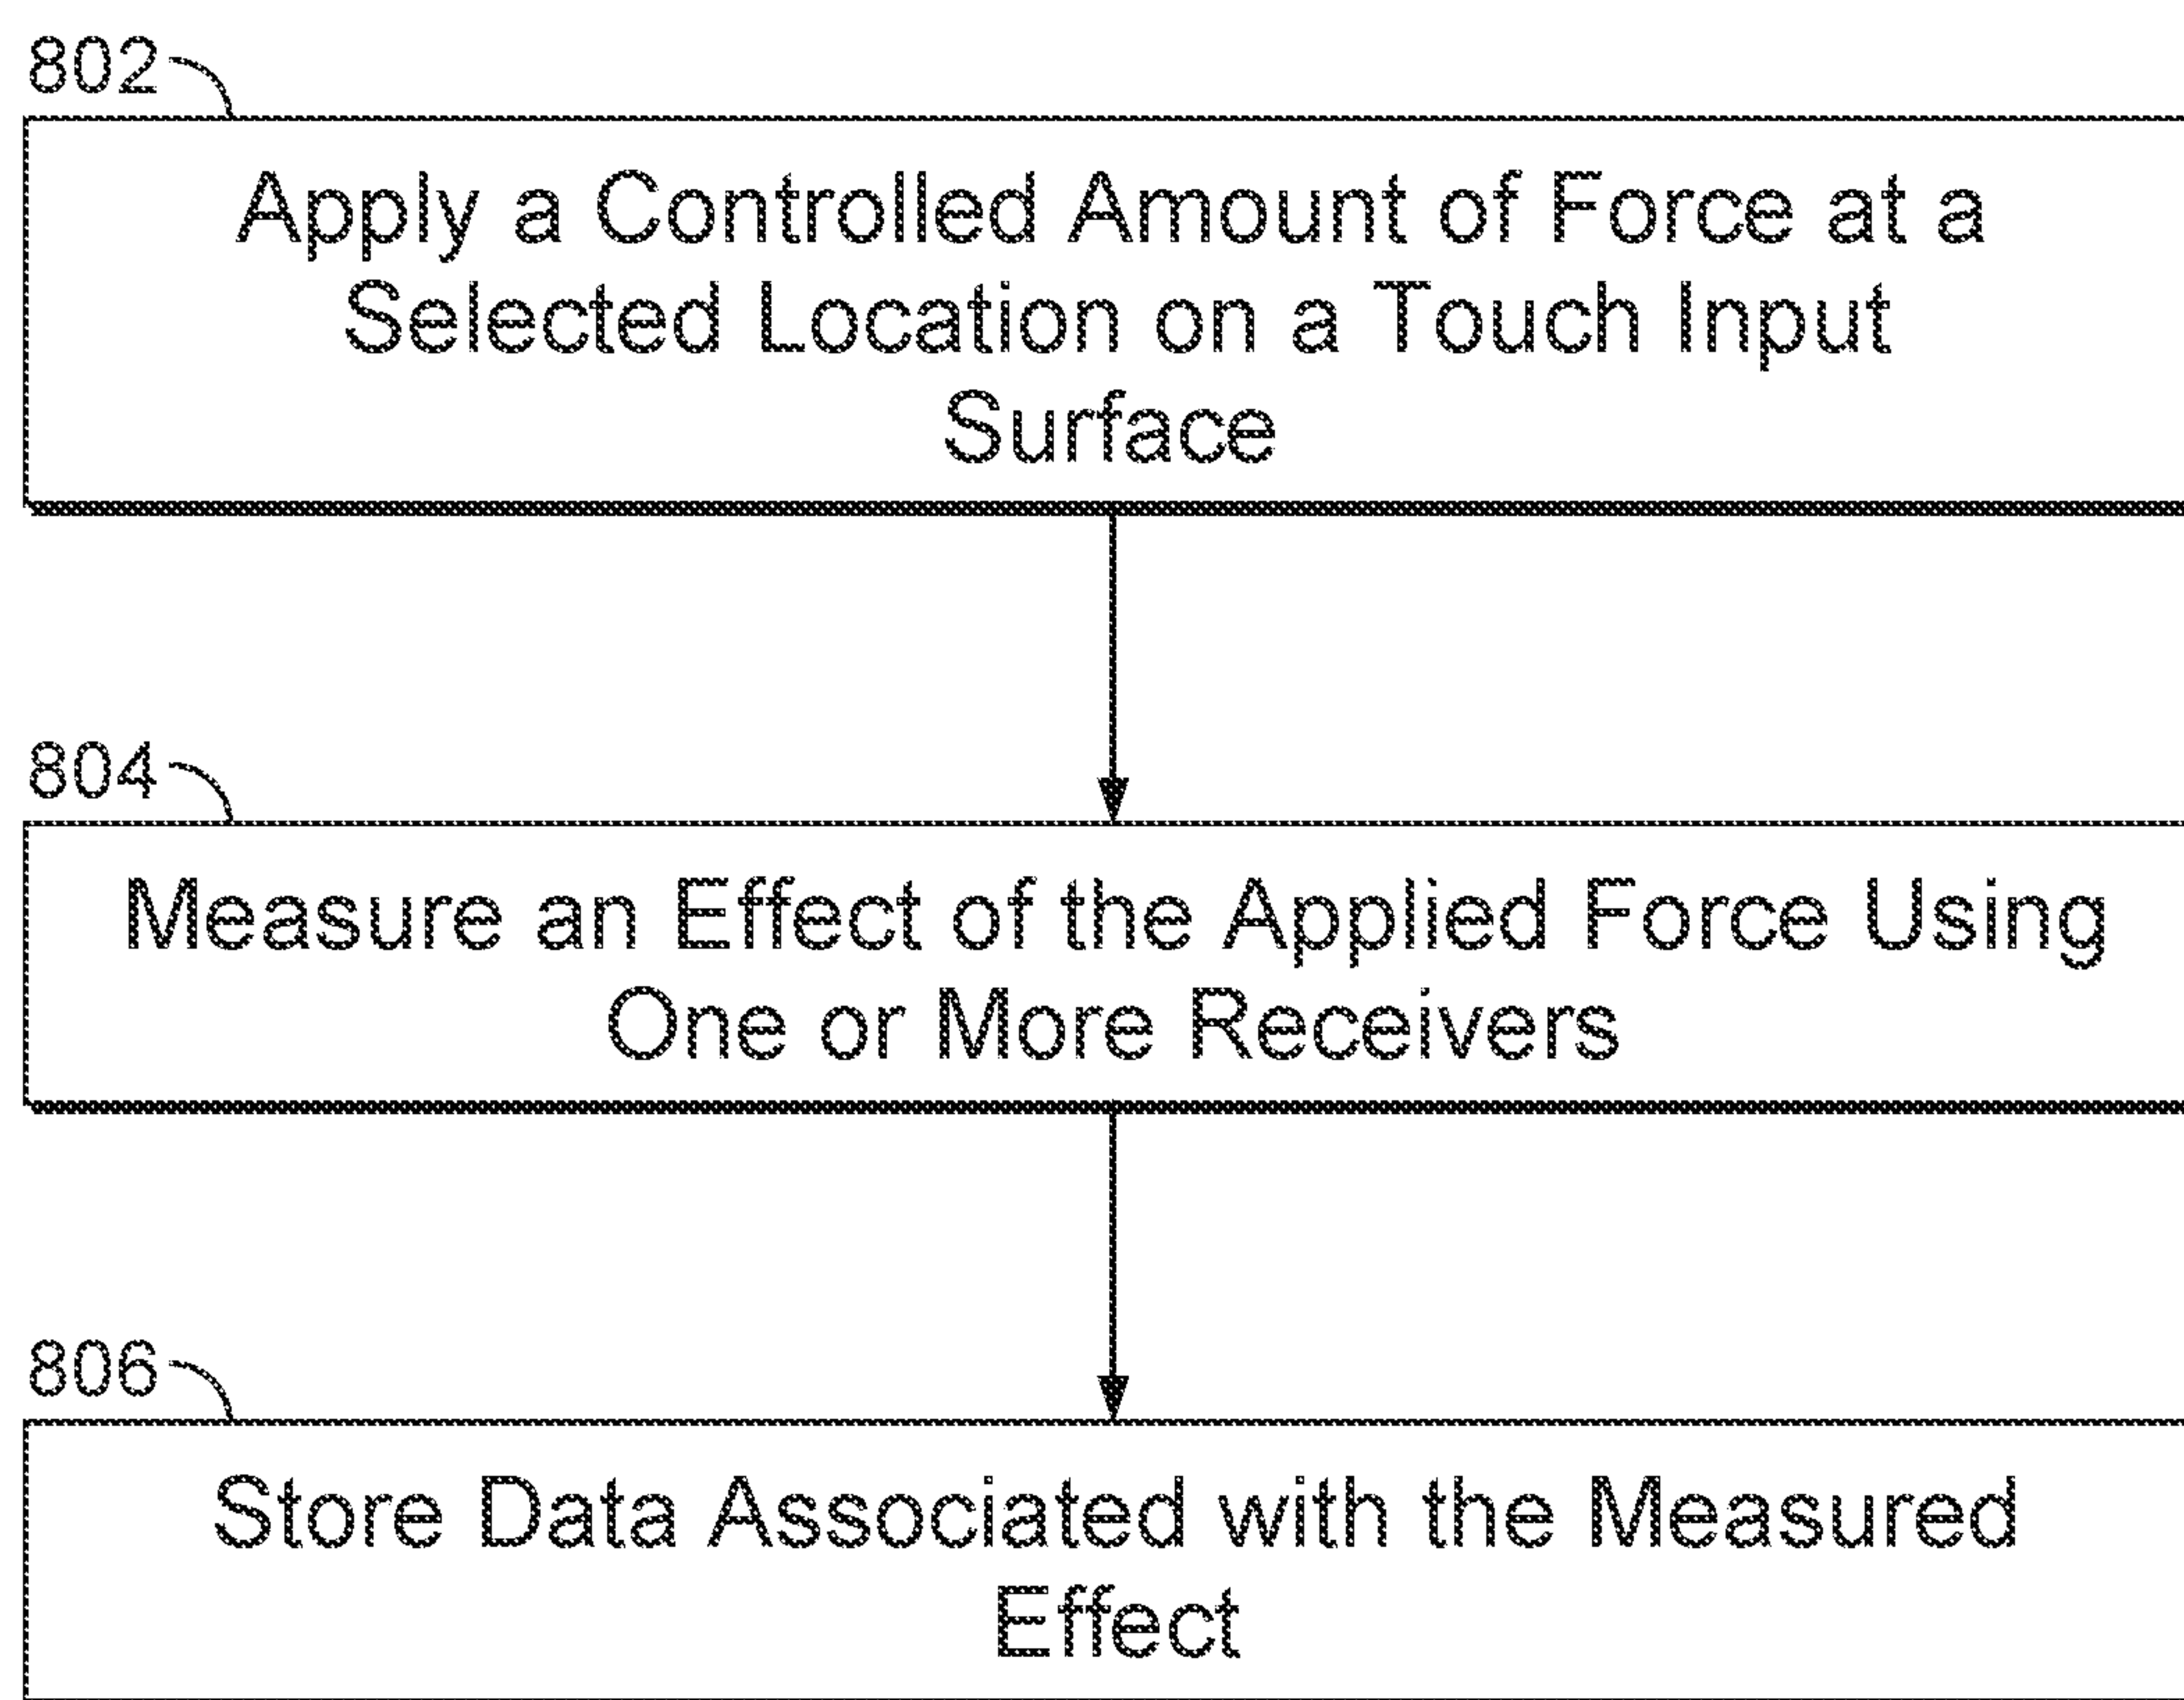 802
Apply a Controlled Amount of Force at a
Selected Location on a Touch Input
Surface
804
Measure an Effect of the Applied Force Using
One or More Receivers
806
Store Data Associated with the Measured
Effect